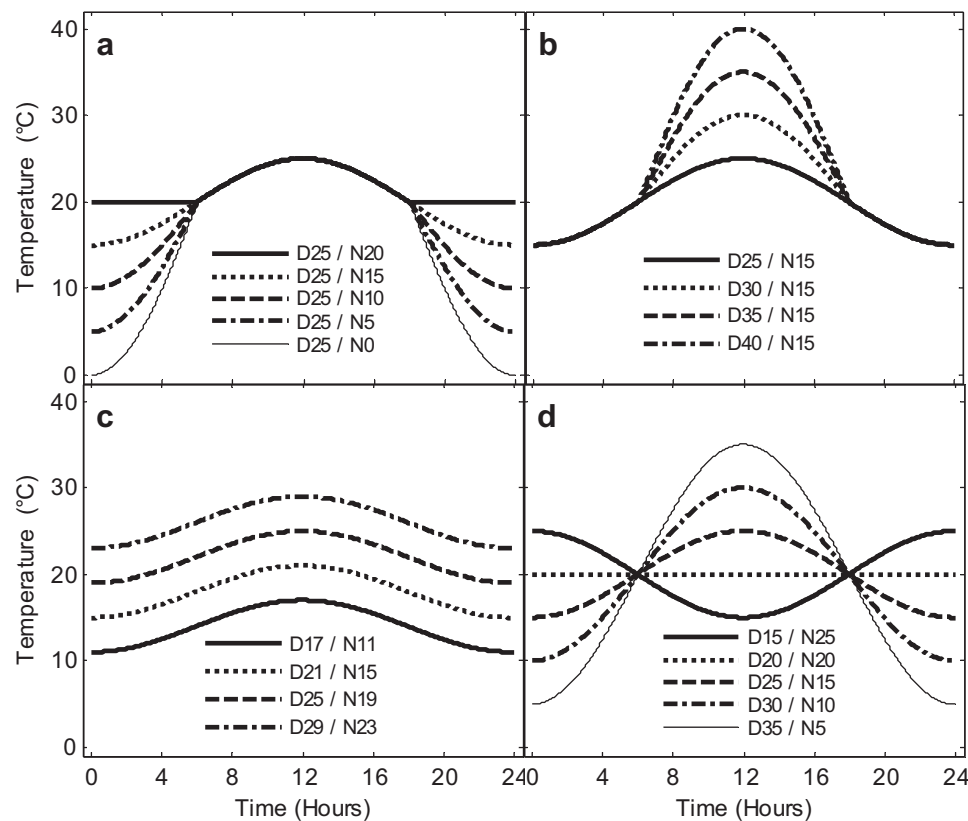 a
Temperature (°C)
40
30
20
10
0
D25 / N20
D25 / N15
D25 / N10
D25 / N5
D25 / N0
b
D25 / N15
D30 / N15
D35 / N15
D40 / N15
c
Temperature (°C)
40
30
20
10
0
D17 / N11
D21 / N15
D25 / N19
D29 / N23
0 4 8 12 16 20 24
Time (Hours)
d
D15 / N25
D20 / N20
D25 / N15
D30 / N10
D35 / N5
0 4 8 12 16 20 24
Time (Hours)